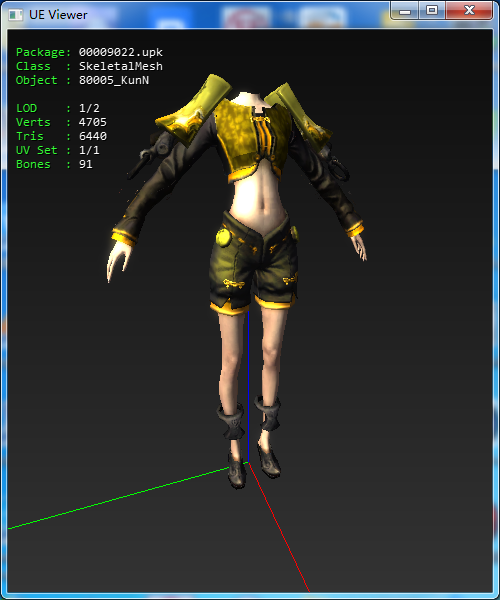 UE Viewer
Package: 00009022.upk
Class  : SkeletalMesh
Object : 80005_KunN
LOD    : 1/2
Verts  : 4705
Tris   : 6440
UV Set : 1/1
Bones  : 91